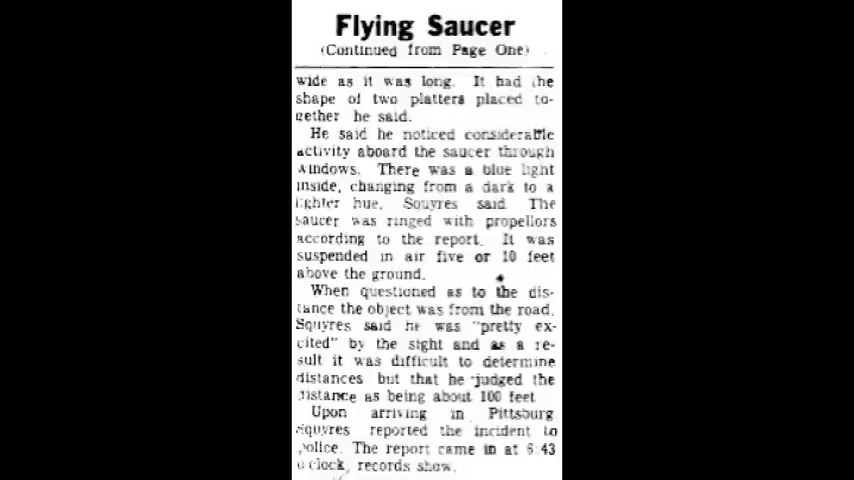 Flying Saucer
(Continued from Page One)
wide as it was long. It had the
shape of two platters placed to-
gether he said.
He said he noticed considerable
activity aboard the saucer through
windows. There was a blue light
inside, changing from a dark to a
lighter hue, Squyres said. The
saucer was ringed with propellors
according to the report. It was
suspended in air five or 10 feet
above the ground.
When questioned as to the dis-
tance the object was from the road,
Squyres said he was "pretty ex-
cited" by the sight and as a re-
sult it was difficult to determine
distances but that he judged the
distance as being about 100 feet
Upon arriving in Pittsburg
Squyres reported the incident to
police. The report came in at 6:43
o'clock, records show.